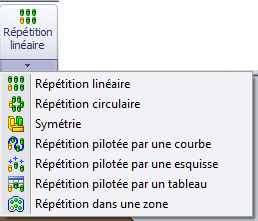 Répétition
linéaire
Répétition linéaire
Répétition circulaire
Symétrie
Répétition pilotée par une courbe
Répétition pilotée par une esquisse
Répétition pilotée par un tableau
Répétition dans une zone